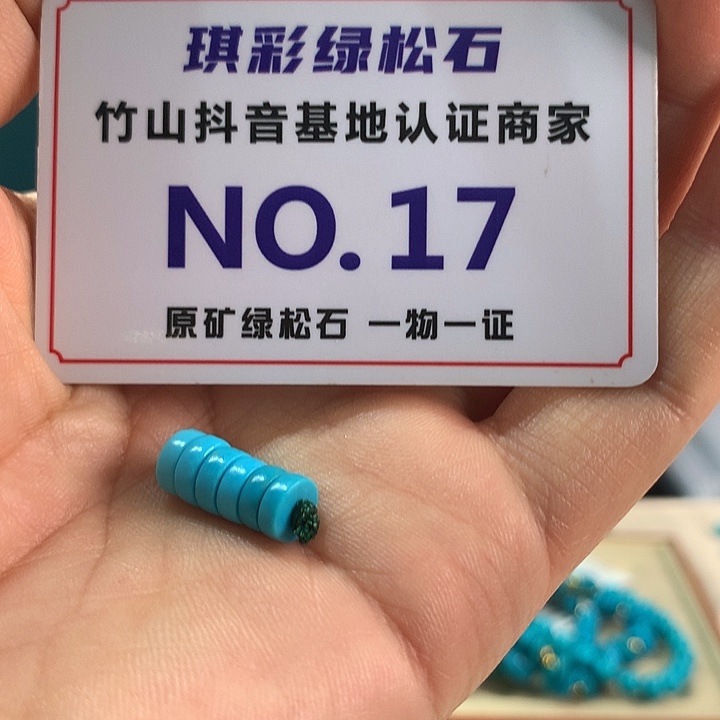 琪彩绿松石
竹山抖音基地认证商家
NO.17
原矿绿松石 一物一证